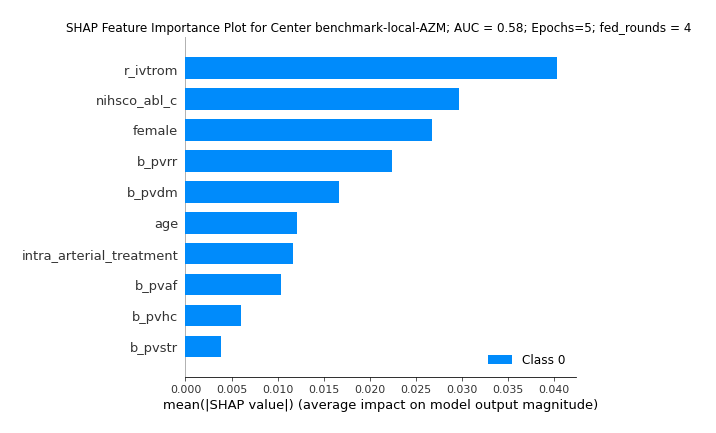 SHAP Feature Importance Plot for Center benchmark-local-AZM; AUC = 0.58; Epochs=5; fed_rounds = 4
r_ivtrom
nihsco_abl_c
female
b_pvrr
b_pvdm
age
intra_arterial_treatment
b_pvaf
b_pvhc
b_pvstr
Class 0
0.000 0.005 0.010 0.015 0.020 0.025 0.030 0.035 0.040
mean(|SHAP value|) (average impact on model output magnitude)